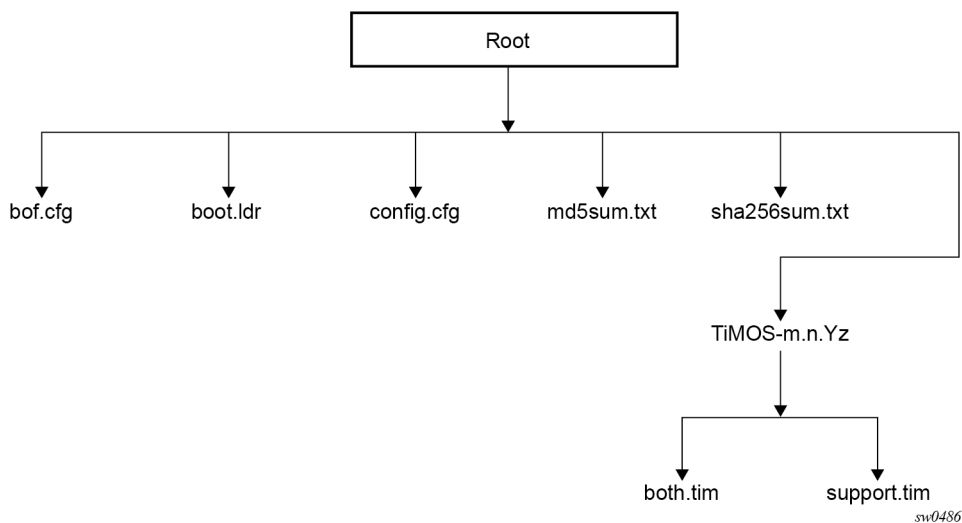 Root
bof.cfg boot.ldr config.cfg md5sum.txt sha256sum.txt
TiMOS-m.n.Yz
both.tim support.tim
sw0486